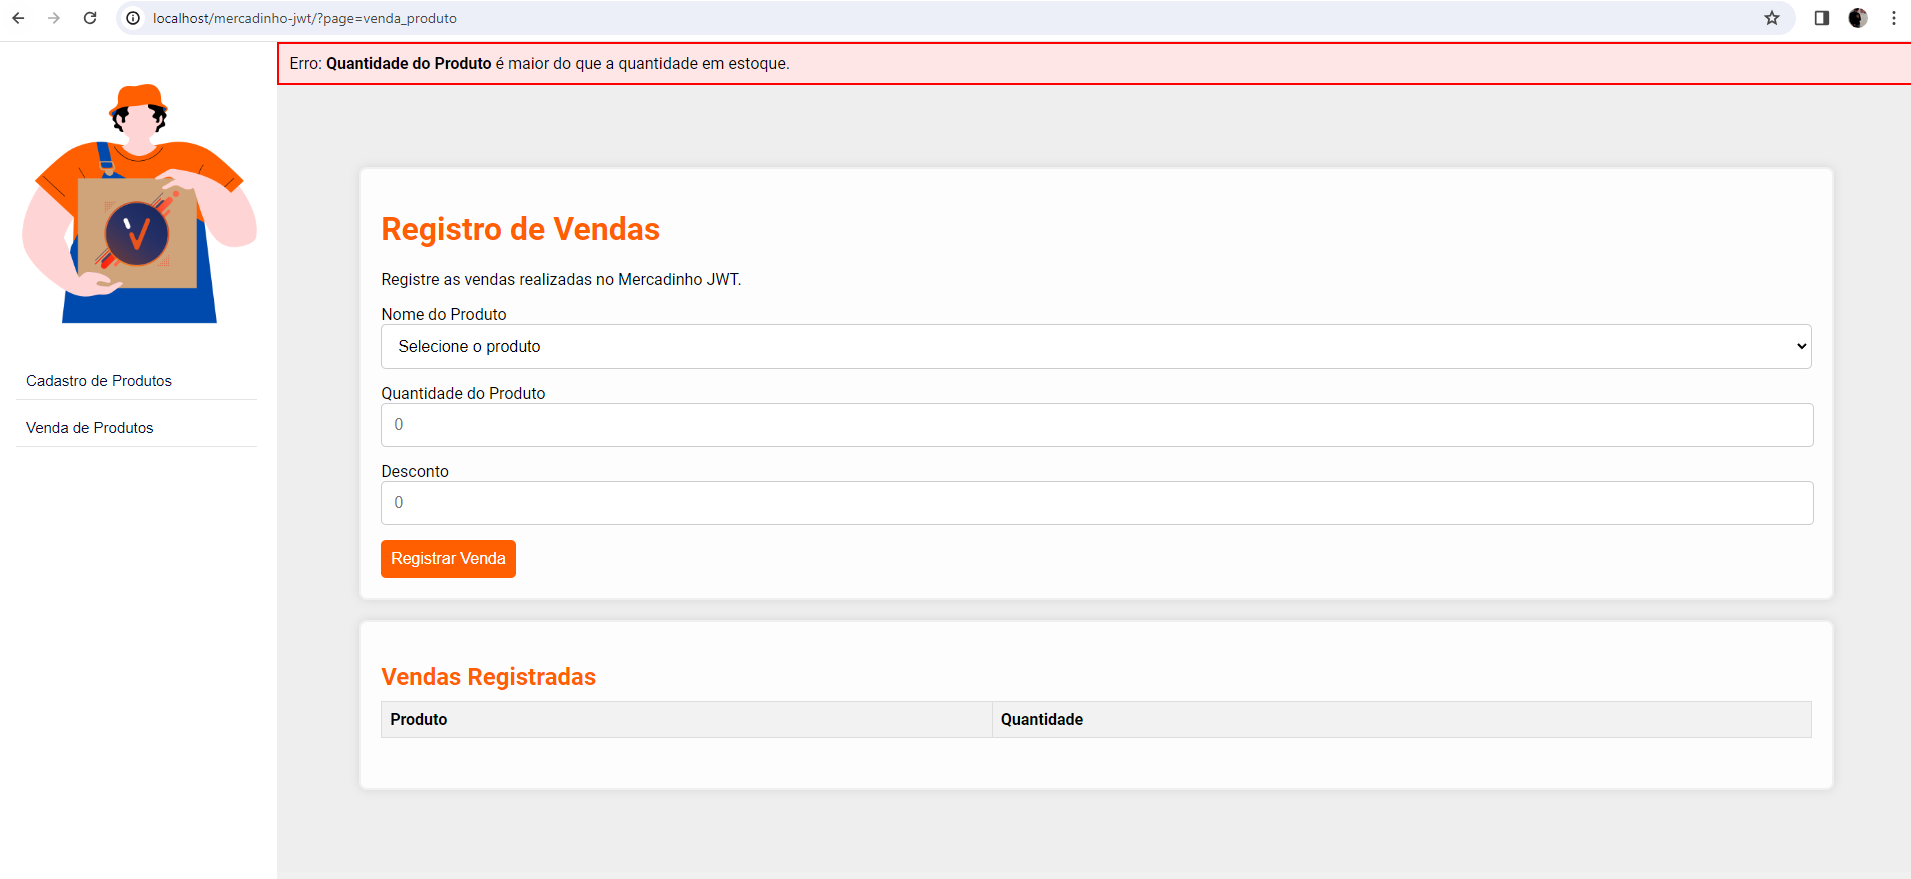 localhost/mercadinho-jwt/?page=venda_produto
Erro: Quantidade do Produto é maior do que a quantidade em estoque.
V
Cadastro de Produtos
Venda de Produtos
Registro de Vendas
Registre as vendas realizadas no Mercadinho JWT.
Nome do Produto
Selecione o produto
Quantidade do Produto
0
Desconto
0
Registrar Venda
Vendas Registradas
Produto
Quantidade